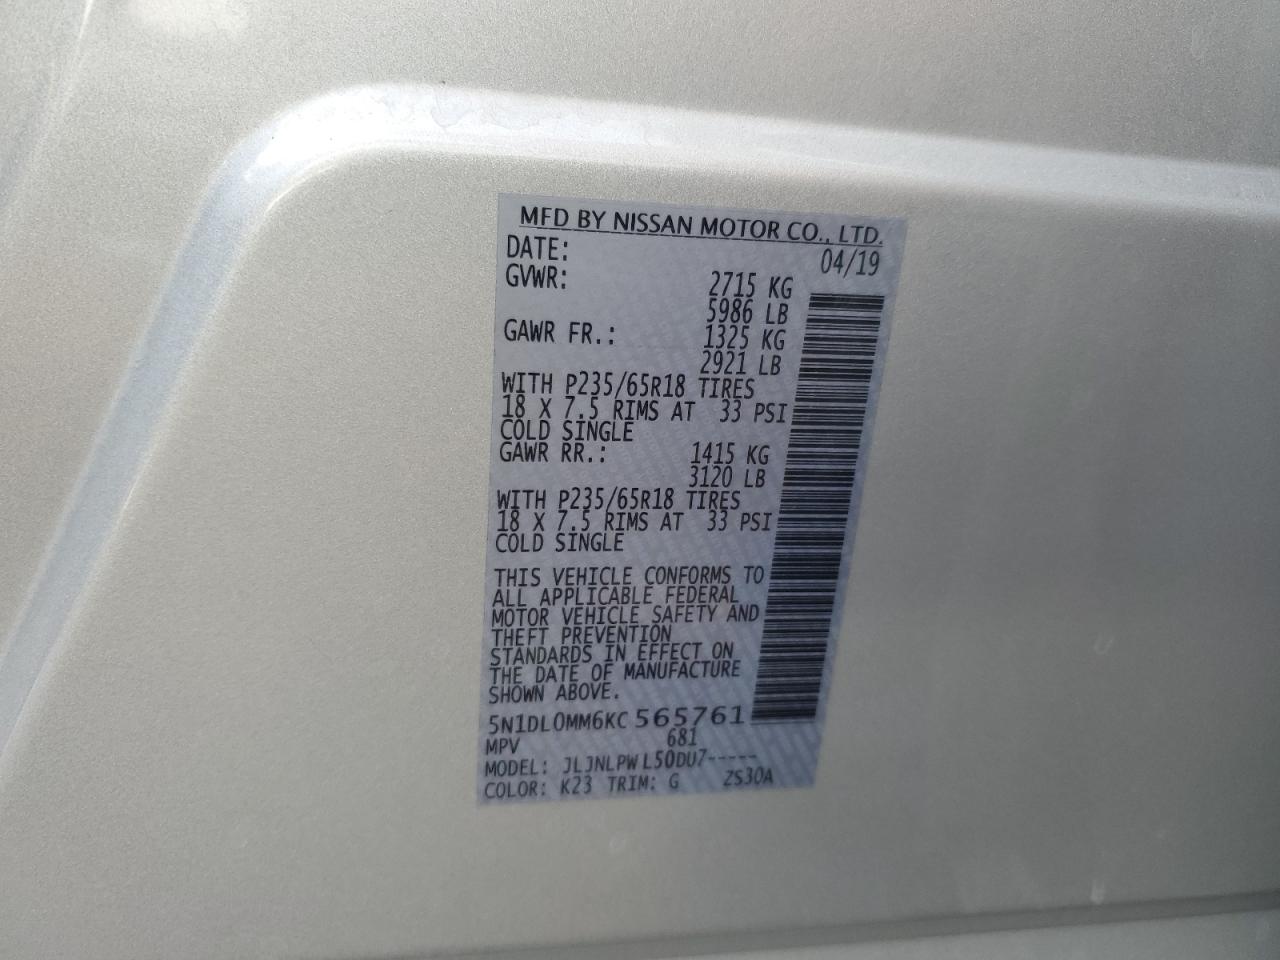 MFD BY NISSAN MOTOR CO., LTD.
DATE: 04/19
GVWR: 2715 KG
5986 LB
GAWR FR.: 1325 KG
2921 LB
WITH P235/65R18 TIRES
18 X 7.5 RIMS AT 33 PSI
COLD SINGLE
GAWR RR.: 1415 KG
3120 LB
WITH P235/65R18 TIRES
18 X 7.5 RIMS AT 33 PSI
COLD SINGLE
THIS VEHICLE CONFORMS TO
ALL APPLICABLE FEDERAL
MOTOR VEHICLE SAFETY AND
THEFT PREVENTION
STANDARDS IN EFFECT ON
THE DATE OF MANUFACTURE
SHOWN ABOVE.
5N1DL0MM6KC 565761
MPV 681
MODEL: JLJNLPW L50DU7-----
COLOR: K23 TRIM: G ZS30A